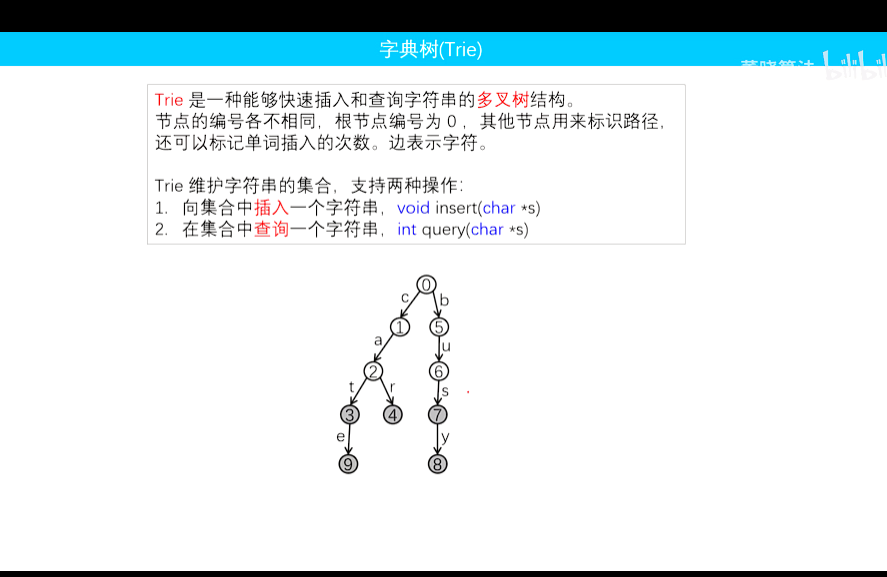 字典树(Trie)
bilibili
Trie 是一种能够快速插入和查询字符串的多叉树结构。
节点的编号各不相同，根节点编号为 0，其他节点用来标识路径，
还可以标记单词插入的次数。边表示字符。
Trie 维护字符串的集合，支持两种操作：
1. 向集合中插入一个字符串，void insert(char *s)
2. 在集合中查询一个字符串，int query(char *s)
0
c b
1 5
a u
2 6
t r s
3 4 7
e y
9 8